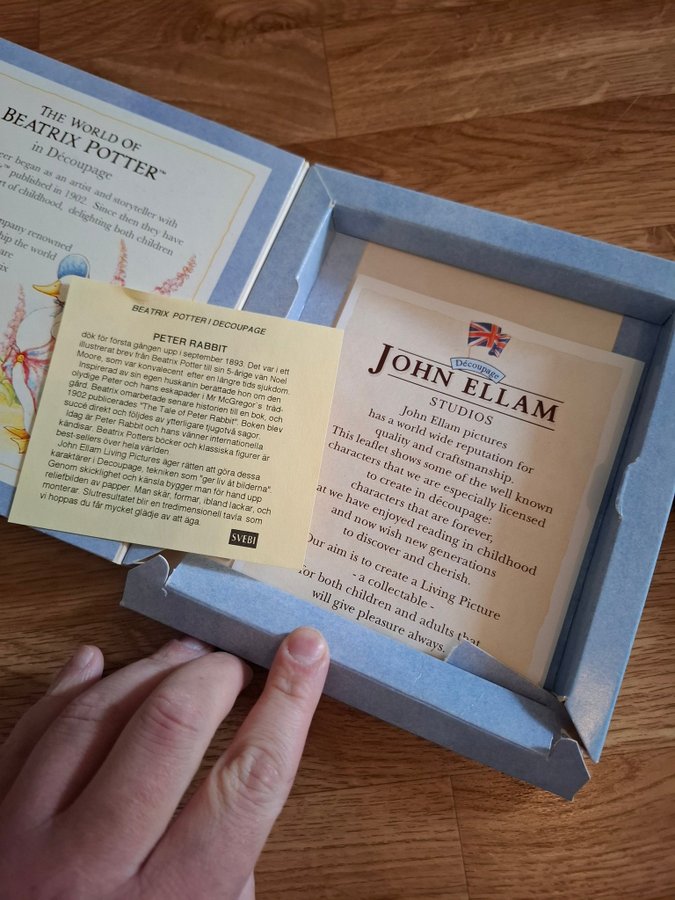 THE WORLD OF
BEATRIX POTTER™
in Découpage
began as an artist and storyteller with
™ published in 1902. Since then they have
of childhood, delighting both children
company renowned
the world
are
BEATRIX POTTER I DECOUPAGE
PETER RABBIT
dök för första gången upp i september 1893. Det var i ett
illustrerat brev från Beatrix Potter till sin 5-årige van Noel
Moore, som var konvalecent efter en längre tids sjukdom.
Inspirerad av sin egen huskanin berättade hon om den
olydige Peter och hans eskapader i Mr McGregor´s träd-
gård. Beatrix omarbetade senare historien till en bok, och
1902 publicerades "The Tale of Peter Rabbit". Boken blev
succé direkt och följdes av ytterligare tjugotvå sagor.
Idag är Peter Rabbit och hans vänner internationella
kändisar. Beatrix Potters böcker och klassiska figurer är
best-sellers över hela världen.
John Ellam Living Pictures äger rätten att göra dessa
karaktärer i Decoupage, tekniken som "ger liv åt bilderna".
Genom skicklighet och känsla bygger man för hand upp
reliefbilden av papper. Man skär, formar, ibland lackar, och
monterar. Slutresultatet blir en tredimensionell tavla som
vi hoppas du får mycket glädje av att äga.
SVEBI
Découpage
JOHN ELLAM
STUDIOS
John Ellam pictures
has a world wide reputation for
quality and craftsmanship.
This leaflet shows some of the well known
characters that we are especially licensed
to create in découpage:
characters that are forever,
we have enjoyed reading in childhood
and now wish new generations
to discover and cherish.
Our aim is to create a Living Picture
- a collectable -
for both children and adults that
will give pleasure always.